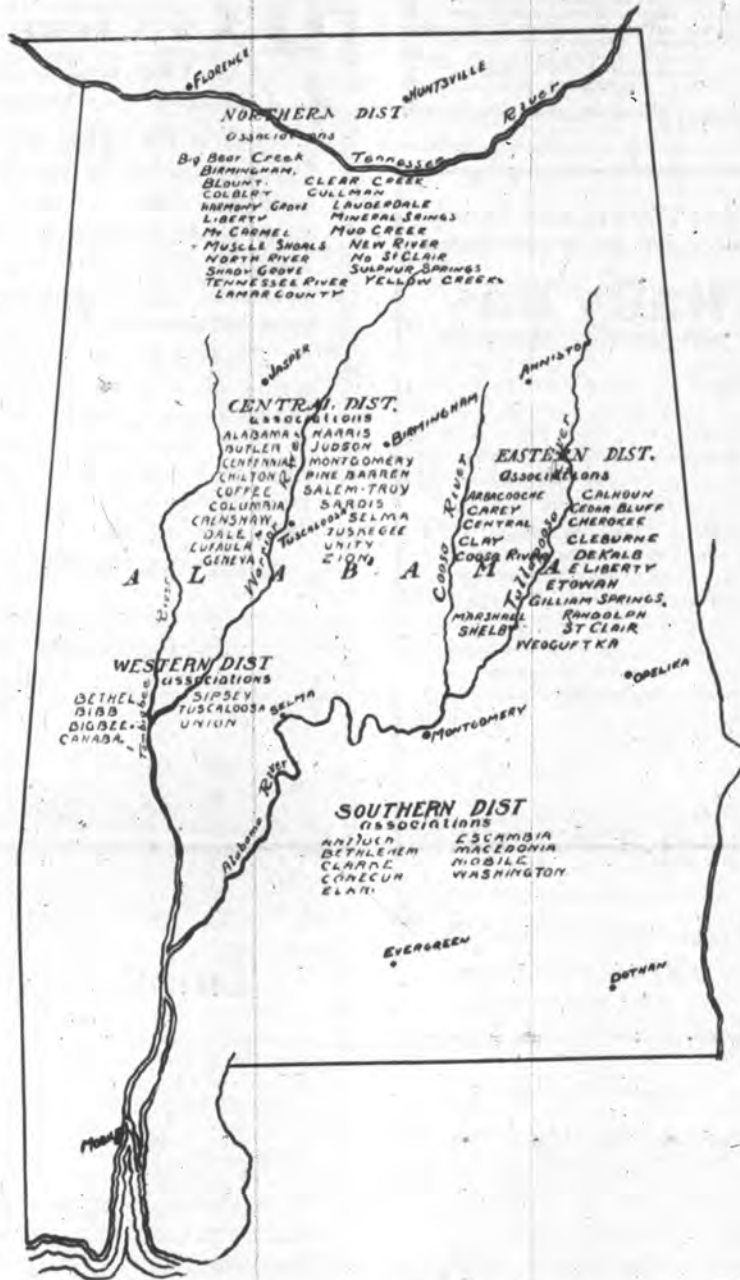 FLORENCE
HUNTSVILLE
NORTHERN DIST.
associations
Tennessee River
Big Bear Creek
BIRMINGHAM.
BLOUNT. CLEAR CREEK
COLBERT CULLMAN
HARMONY GROVE LAUDERDALE
LIBERTY MINERAL SPRINGS
Mt CARMEL MUD CREEK
MUSCLE SHOALS NEW RIVER
NORTH RIVER No St CLAIR
SHADY GROVE SULPHUR SPRINGS
TENNESSEE RIVER YELLOW CREEK
LAMAR COUNTY
JASPER
ANNISTON
CENTRAL DIST.
associations
BIRMINGHAM
ALABAMA HARRIS
BUTLER JUDSON
CENTENNIAL MONTGOMERY
CHILTON PINE BARREN
COFFEE SALEM-TROY
COLUMBIA SARDIS
CRENSHAW SELMA
DALE TUSKEGEE
EUFAULA UNITY
GENEVA ZION
Warrior River
TUSCALOOSA
Coosa River
Tallapoosa River
EASTERN DIST.
associations
ARBACOOCHE CALHOUN
CAREY CEDAR BLUFF
CENTRAL CHEROKEE
CLAY CLEBURNE
COOSA RIVER DEKALB
E LIBERTY
ETOWAH
GILLIAM SPRINGS,
MARSHALL RANDOLPH
SHELBY ST CLAIR
WEOGUFTKA
A L A B A M A
WESTERN DIST
associations
BETHEL SIPSEY
BIBB TUSCALOOSA
BIGBEE. UNION
CAHABA
Tombigbee River
SELMA
OPELIKA
MONTGOMERY
Alabama River
SOUTHERN DIST
associations
ANTIOCH ESCAMBIA
BETHLEHEM MACEDONIA
CLARKE MOBILE
CONECUH WASHINGTON
ELAM.
EVERGREEN
DOTHAN
MOBILE